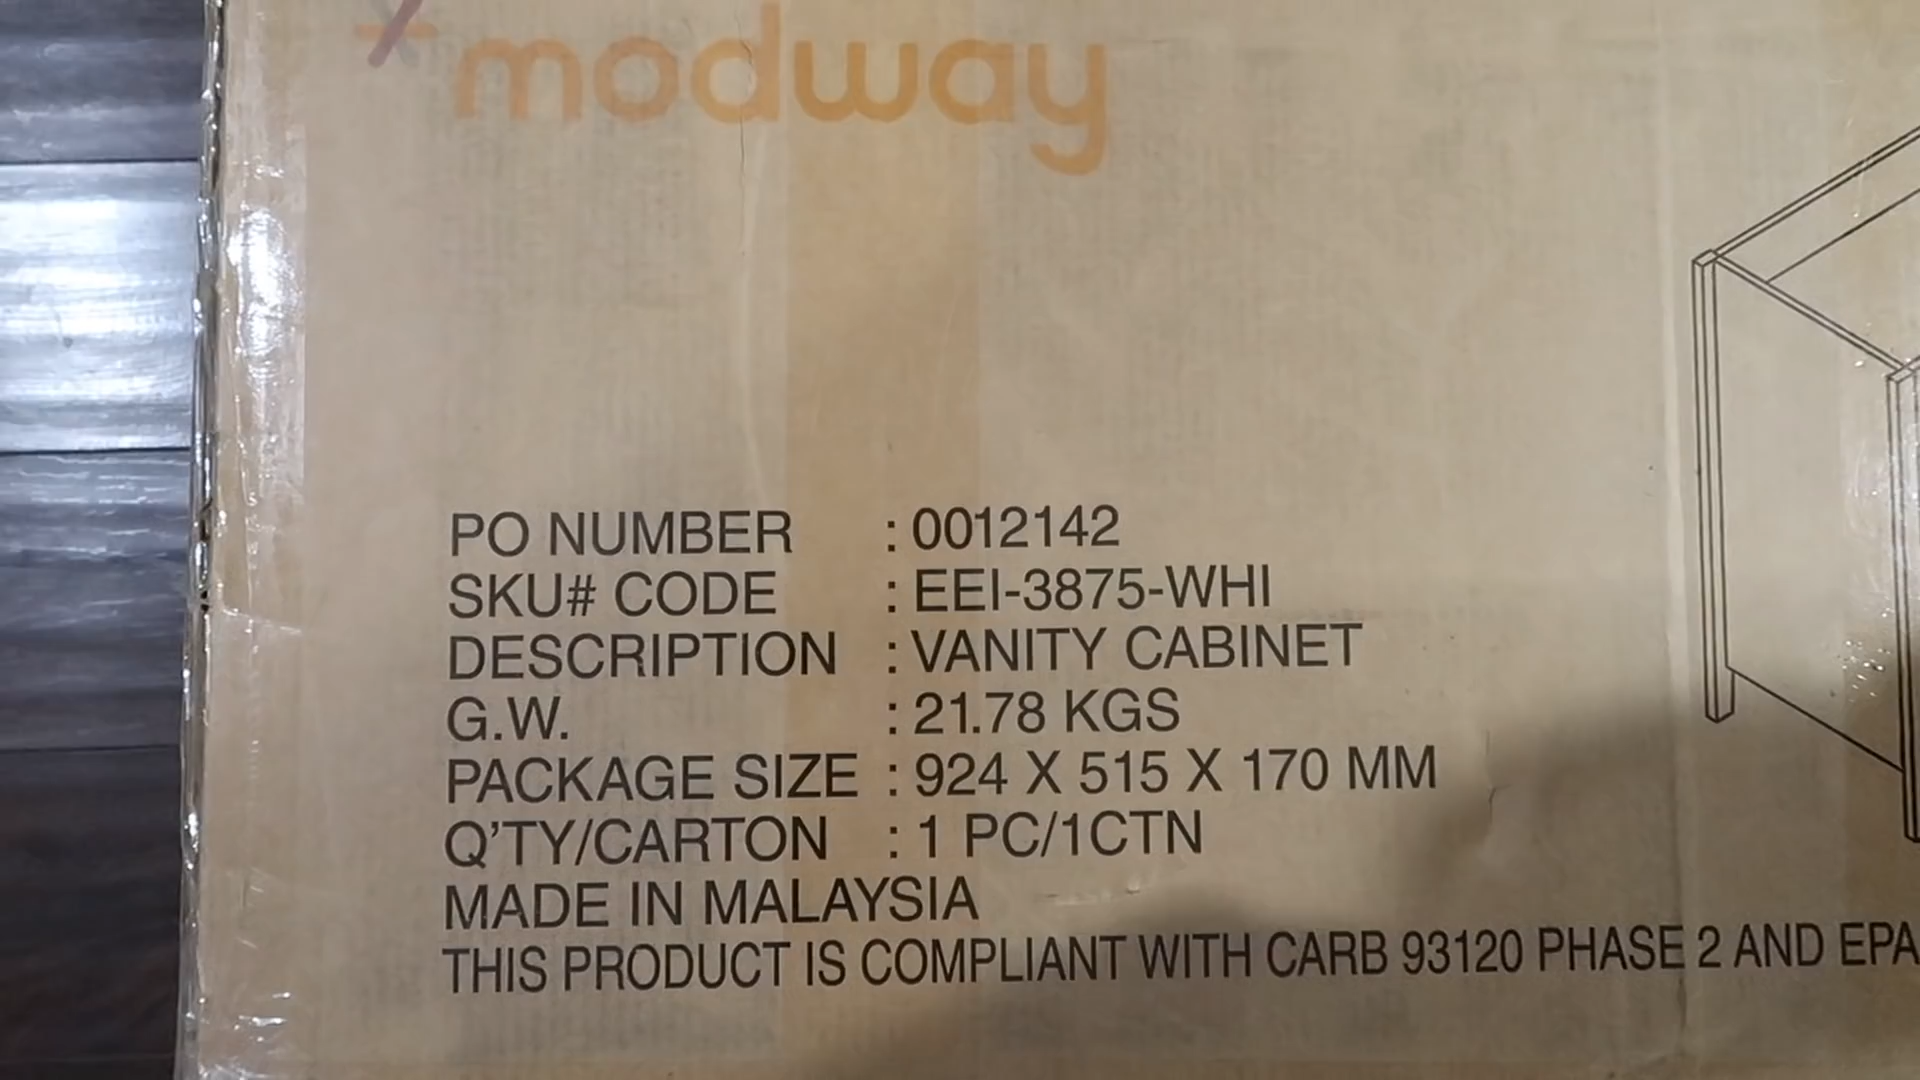 modway
PO NUMBER : 0012142
SKU# CODE : EEI-3875-WHI
DESCRIPTION : VANITY CABINET
G.W. : 21.78 KGS
PACKAGE SIZE : 924 X 515 X 170 MM
Q'TY/CARTON : 1 PC/1CTN
MADE IN MALAYSIA
THIS PRODUCT IS COMPLIANT WITH CARB 93120 PHASE 2 AND EPA